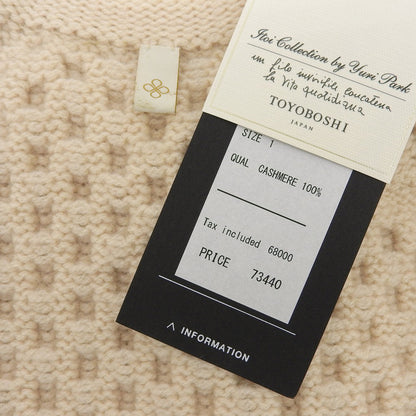 Itoi Collection by Yuri Park
un filo invisibile concatena
la vita quotidiana
TOYOBOSHI
JAPAN
SIZE 1
QUAL CASHMERE 100%
Tax included 68000
PRICE 73440
INFORMATION